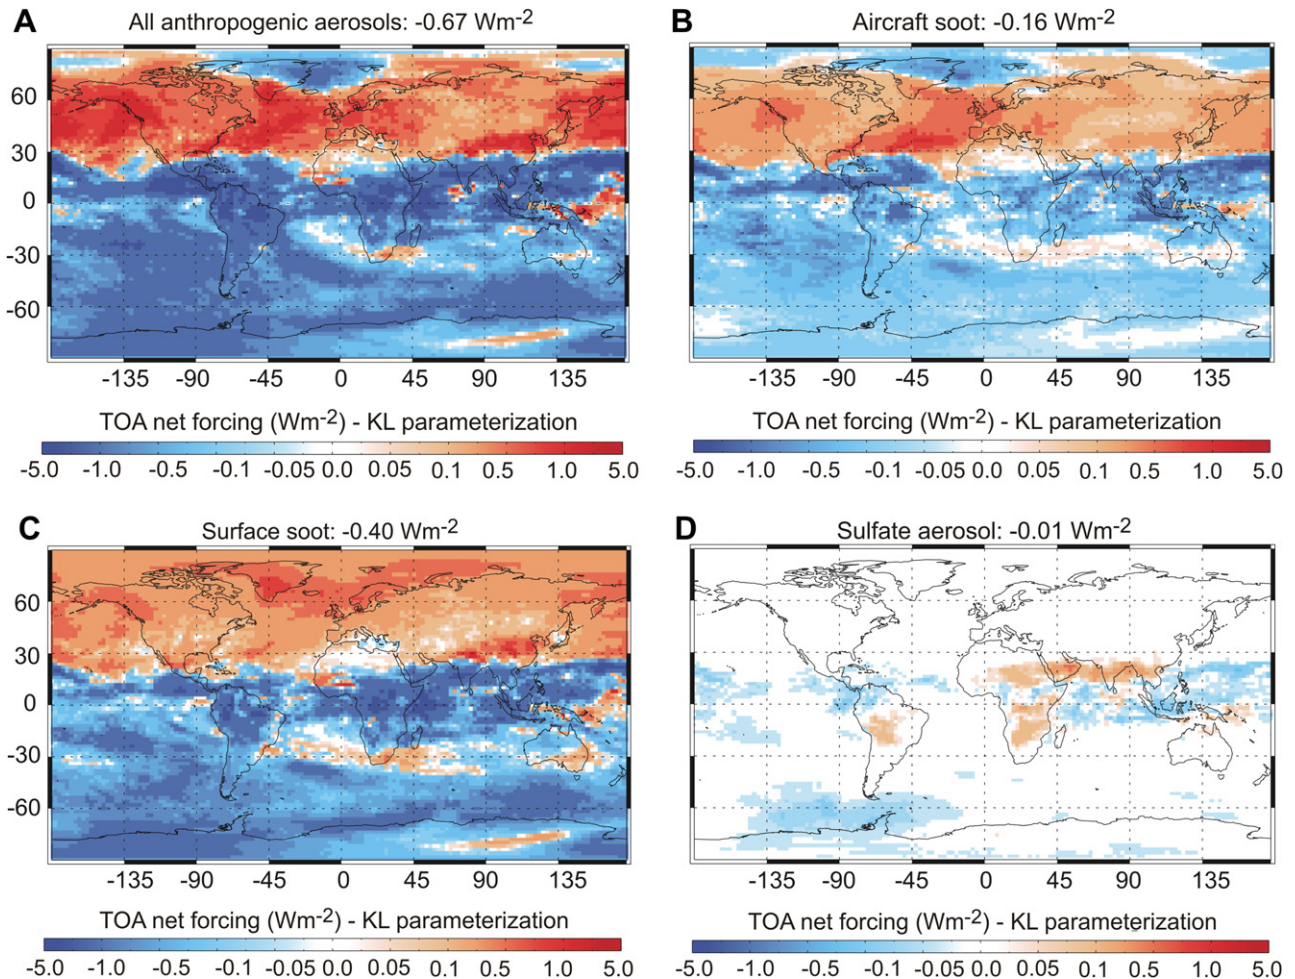 A All anthropogenic aerosols: -0.67 Wm-2
60
30
0
-30
-60
-135 -90 -45 0 45 90 135
TOA net forcing (Wm-2) - KL parameterization
-5.0 -1.0 -0.5 -0.1 -0.05 0.0 0.05 0.1 0.5 1.0 5.0
B Aircraft soot: -0.16 Wm-2
-135 -90 -45 0 45 90 135
TOA net forcing (Wm-2) - KL parameterization
-5.0 -1.0 -0.5 -0.1 -0.05 0.0 0.05 0.1 0.5 1.0 5.0
C Surface soot: -0.40 Wm-2
60
30
0
-30
-60
-135 -90 -45 0 45 90 135
TOA net forcing (Wm-2) - KL parameterization
-5.0 -1.0 -0.5 -0.1 -0.05 0.0 0.05 0.1 0.5 1.0 5.0
D Sulfate aerosol: -0.01 Wm-2
-135 -90 -45 0 45 90 135
TOA net forcing (Wm-2) - KL parameterization
-5.0 -1.0 -0.5 -0.1 -0.05 0.0 0.05 0.1 0.5 1.0 5.0